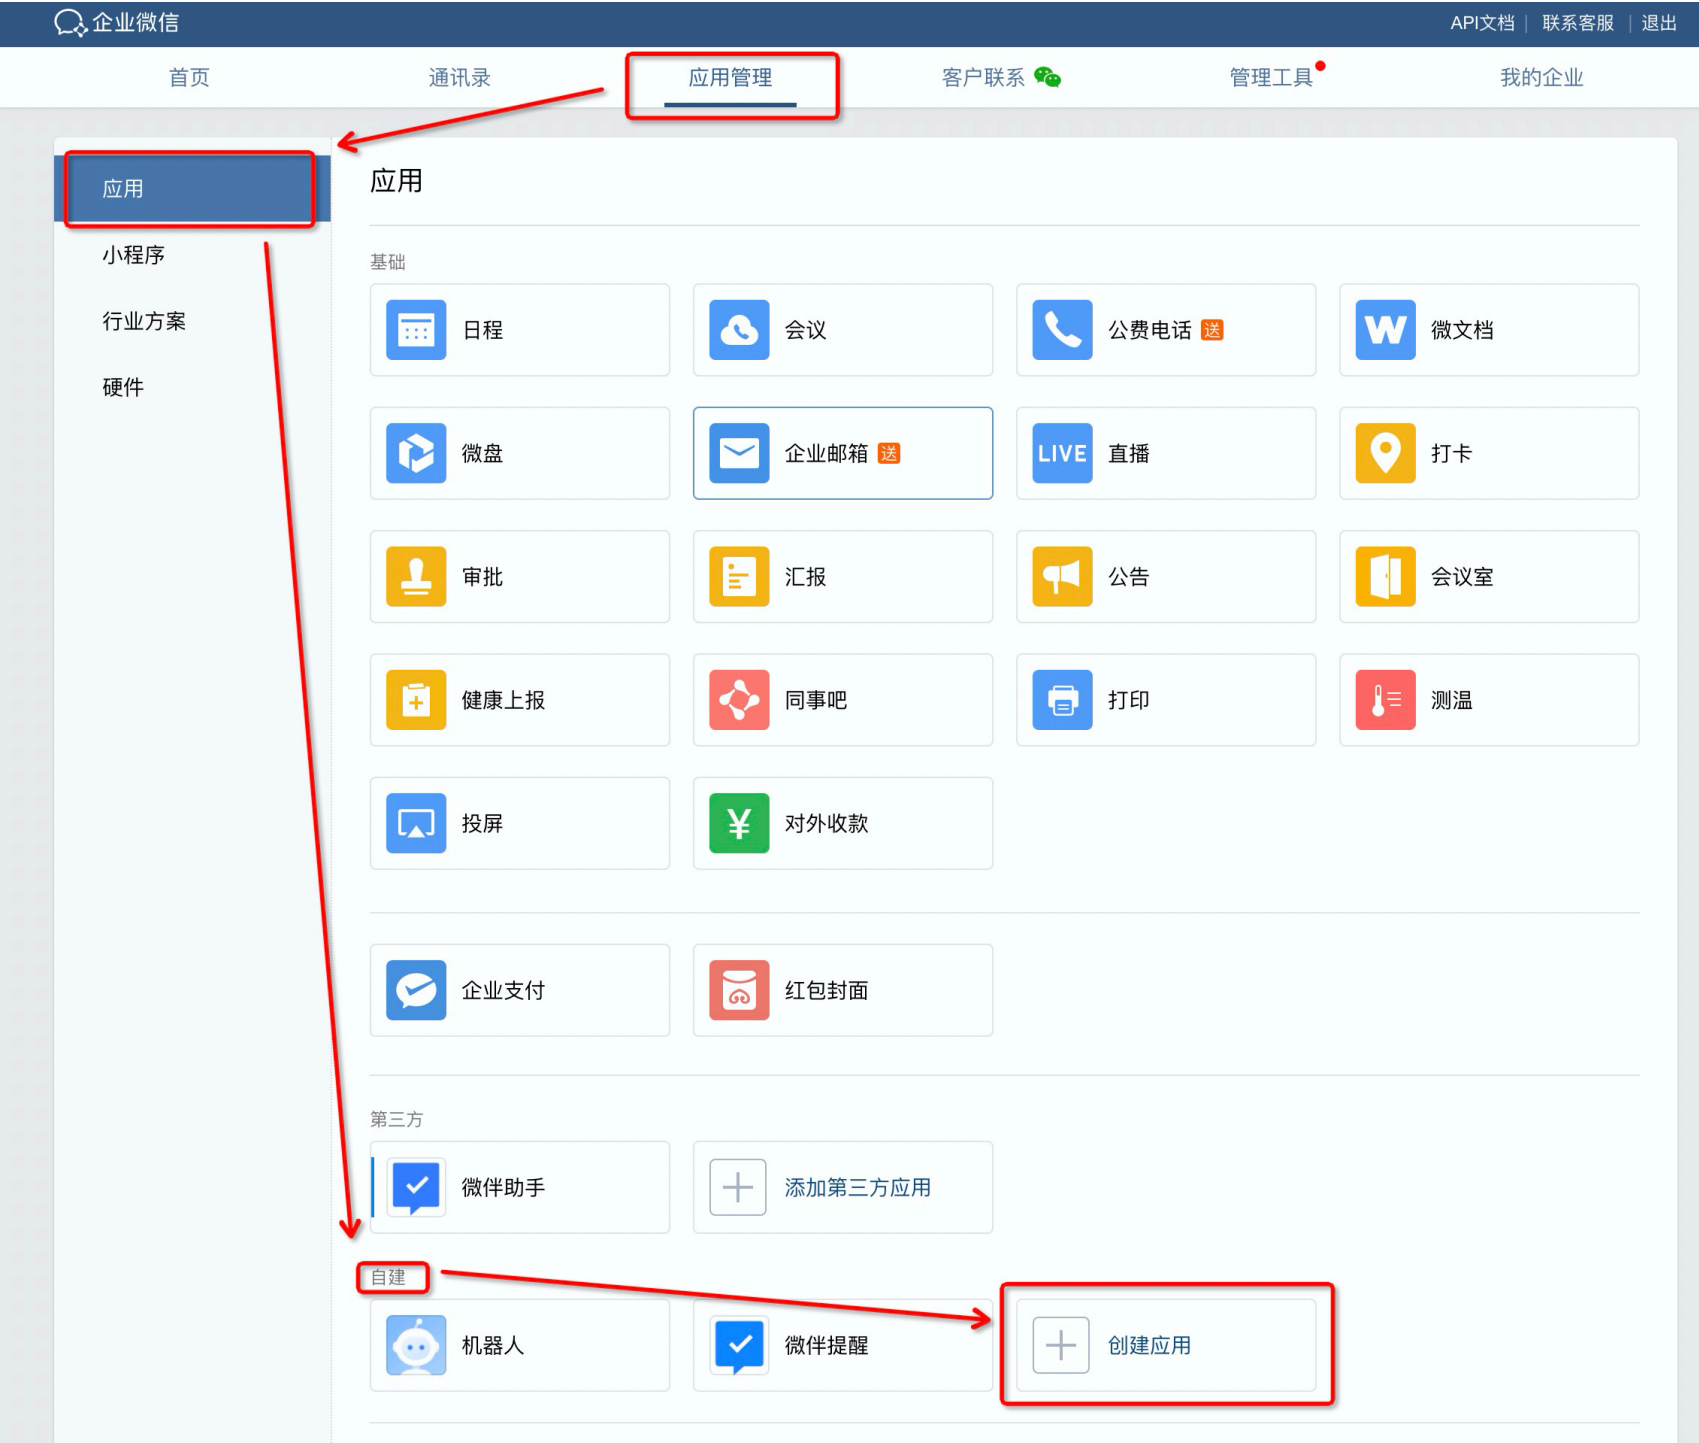 企业微信
API文档 | 联系客服 | 退出
首页 通讯录 应用管理 客户联系 管理工具 我的企业
应用
小程序
行业方案
硬件
应用
基础
日程 会议 公费电话 送 W 微文档
微盘 企业邮箱 送 LIVE 直播 打卡
审批 汇报 公告 会议室
健康上报 同事吧 打印 测温
投屏 ¥ 对外收款
企业支付 红包封面
第三方
微伴助手 添加第三方应用
自建
机器人 微伴提醒 创建应用